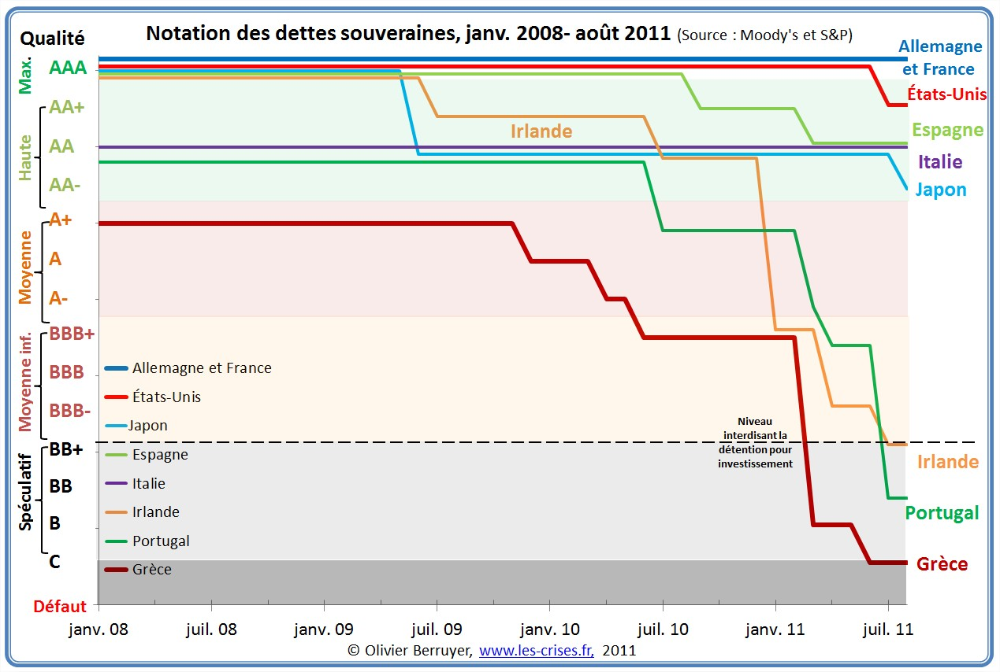 Notation des dettes souveraines, janv. 2008- août 2011 (Source : Moody's et S&P)
Qualité
Max.
AAA
Haute
AA+
AA
AA-
Moyenne
A+
A
A-
Moyenne inf.
BBB+
BBB
BBB-
Spéculatif
BB+
BB
B
C
Défaut
Allemagne
et France
États-Unis
Espagne
Italie
Japon
Irlande
Irlande
Portugal
Grèce
Niveau
interdisant la
détention pour
investissement
Allemagne et France
États-Unis
Japon
Espagne
Italie
Irlande
Portugal
Grèce
janv. 08 juil. 08 janv. 09 juil. 09 janv. 10 juil. 10 janv. 11 juil. 11
© Olivier Berruyer, www.les-crises.fr, 2011